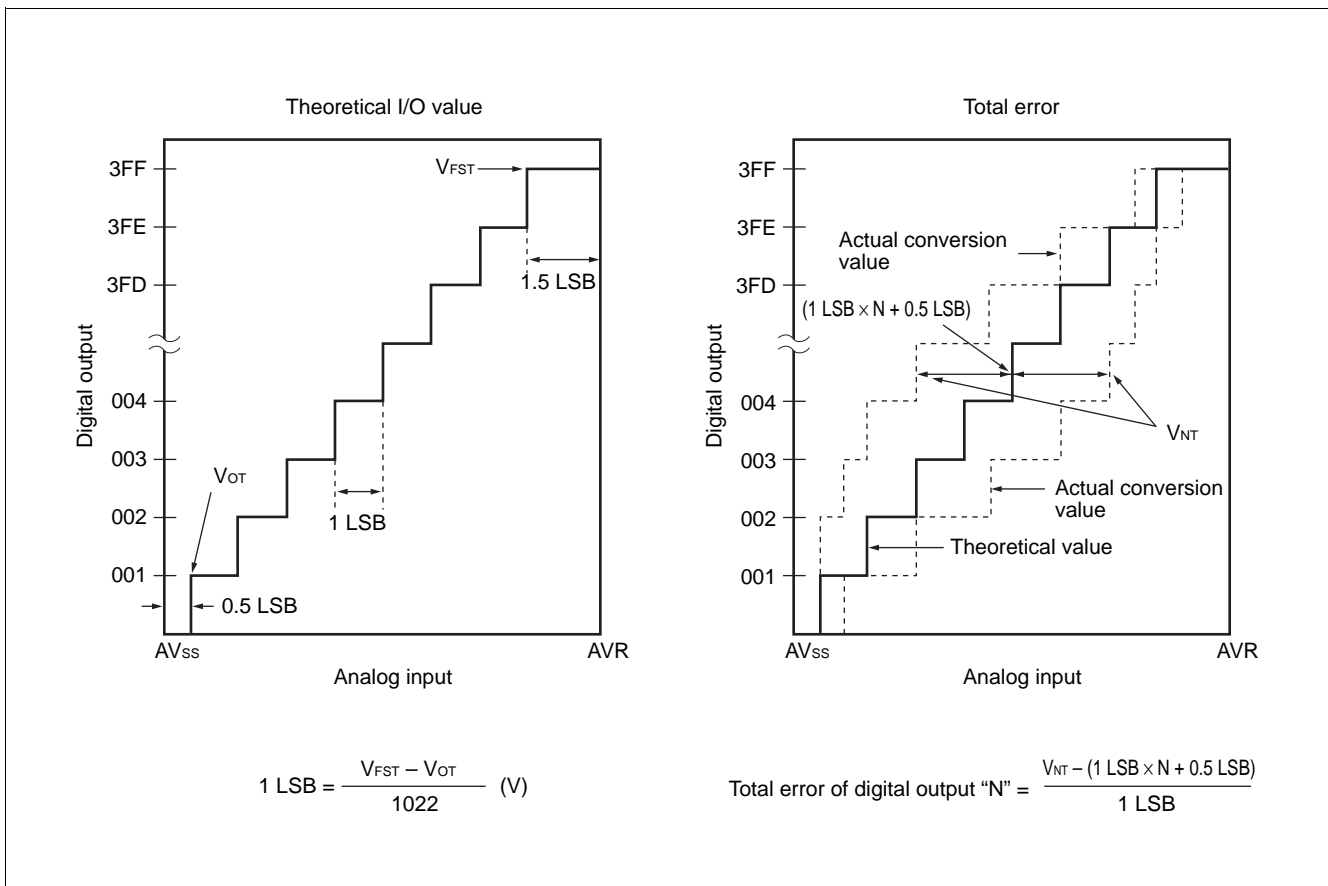 Theoretical I/O value
3FF
3FE
3FD
004
003
002
001
Digital output
VFST
1.5 LSB
VOT
1 LSB
0.5 LSB
AVSS
AVR
Analog input
1 LSB = VFST – VOT / 1022 (V)
Total error
3FF
3FE
3FD
004
003
002
001
Digital output
Actual conversion
value
(1 LSB × N + 0.5 LSB)
VNT
Actual conversion
value
Theoretical value
AVSS
AVR
Analog input
Total error of digital output “N” = VNT – (1 LSB × N + 0.5 LSB) / 1 LSB